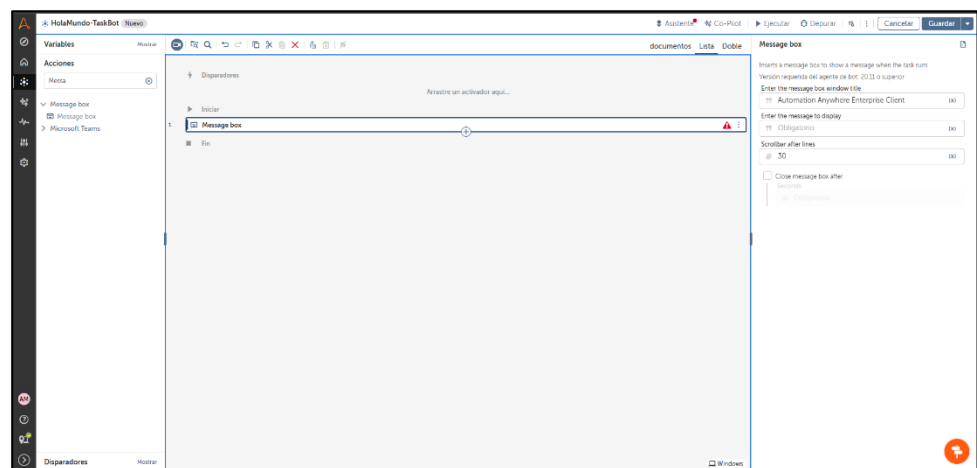 HolaMundo-TaskBot Nuevo
Asistente Co-Pilot Ejecutar Depurar Cancelar Guardar
Variables Mostrar
documentos Lista Doble
Message box
Acciones
Messa
Message box
Message box
Microsoft Teams
Disparadores
Arrastre un activador aquí...
Iniciar
1 Message box
Fin
Inserts a message box to show a message when the task runs
Versión requerida del agente de bot: 20.11 o superior
Enter the message box window title
Automation Anywhere Enterprise Client (x)
Enter the message to display
Obligatorio (x)
Scrollbar after lines
# 30 (x)
Close message box after
Seconds
Obligatorio
AM
Disparadores Mostrar
Windows